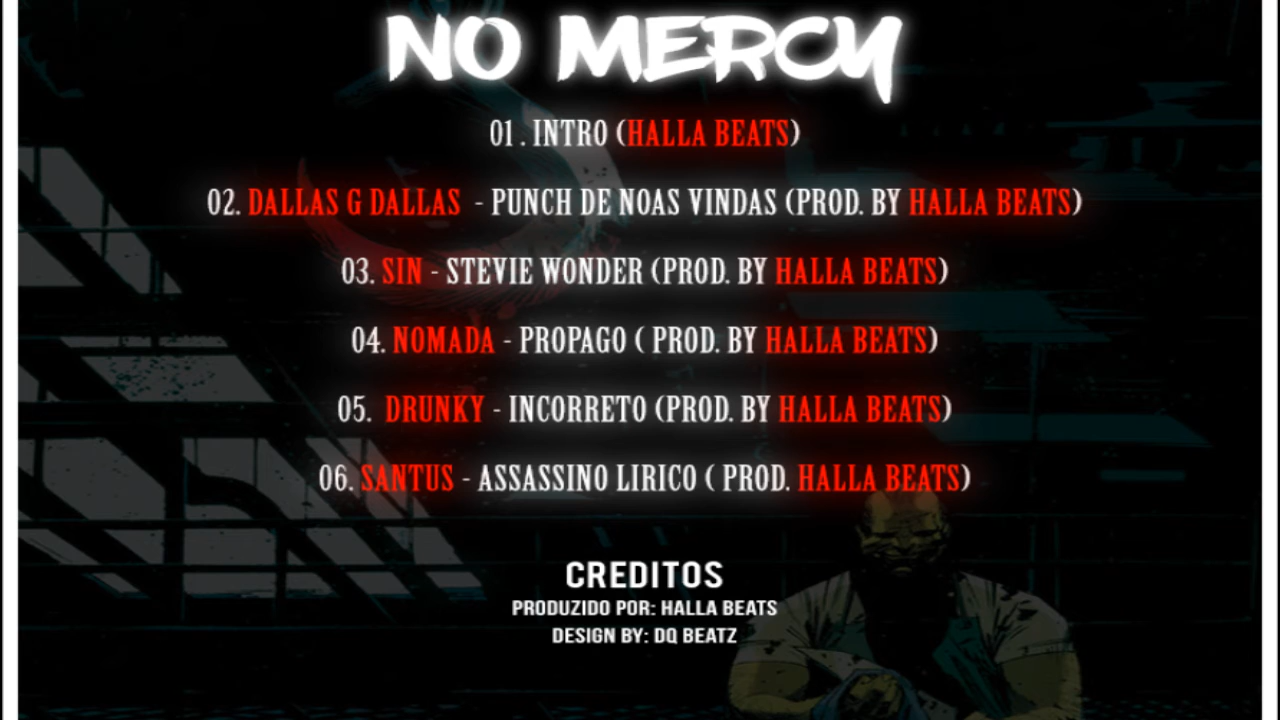 NO MERCY
01. INTRO (HALLA BEATS)
02. DALLAS G DALLAS - PUNCH DE NOAS VINDAS (PROD. BY HALLA BEATS)
03. SIN - STEVIE WONDER (PROD. BY HALLA BEATS)
04. NOMADA - PROPAGO ( PROD. BY HALLA BEATS)
05. DRUNKY - INCORRETO (PROD. BY HALLA BEATS)
06. SANTUS - ASSASSINO LIRICO ( PROD. HALLA BEATS)
CREDITOS
PRODUZIDO POR: HALLA BEATS
DESIGN BY: DQ BEATZ